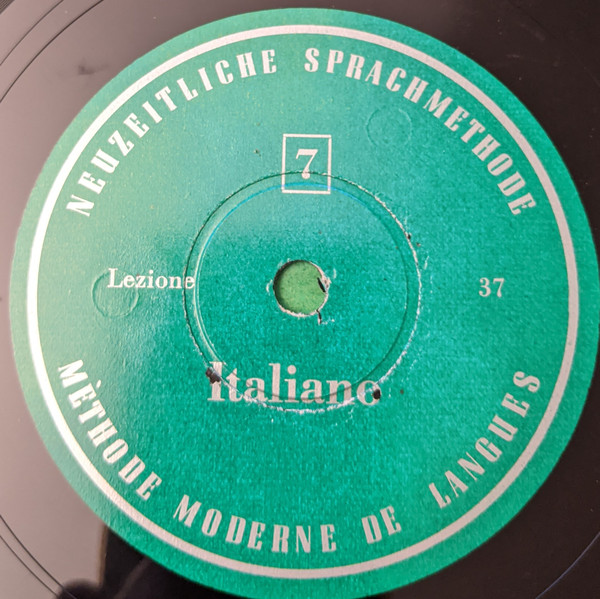 NEUZEITLICHE SPRACHMETHODE
7
Lezione 37
Italiano
MÈTHODE MODERNE DE LANGUES